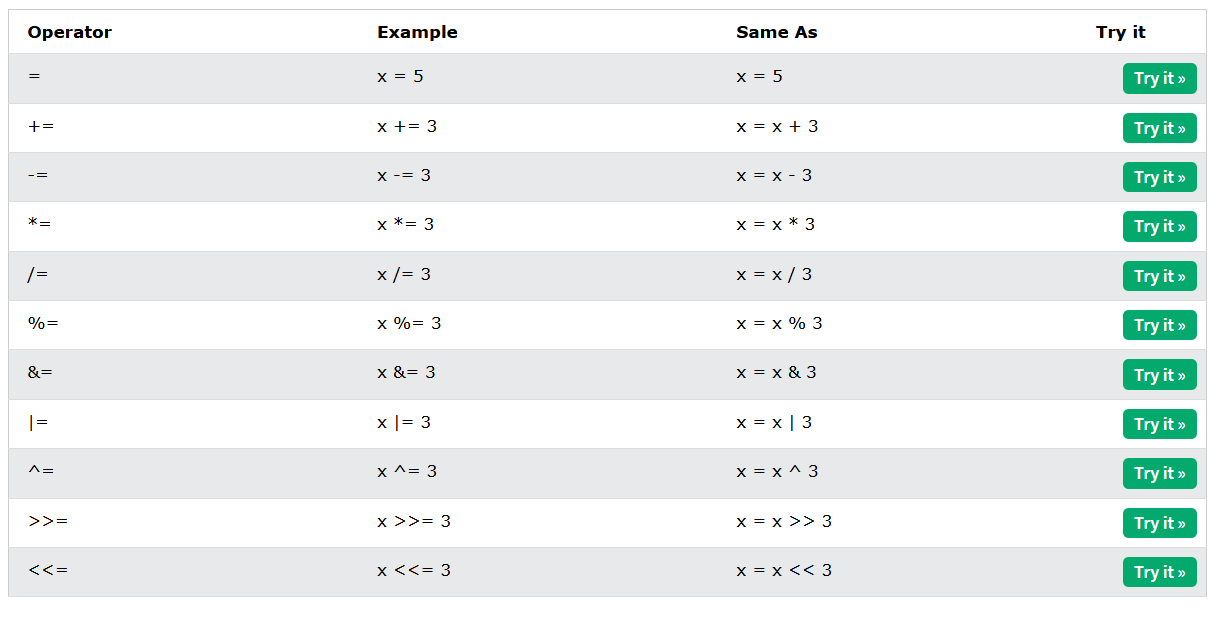 Operator Example Same As Try it
= x = 5 x = 5 Try it »
+= x += 3 x = x + 3 Try it »
-= x -= 3 x = x - 3 Try it »
*= x *= 3 x = x * 3 Try it »
/= x /= 3 x = x / 3 Try it »
%= x %= 3 x = x % 3 Try it »
&= x &= 3 x = x & 3 Try it »
|= x |= 3 x = x | 3 Try it »
^= x ^= 3 x = x ^ 3 Try it »
>>= x >>= 3 x = x >> 3 Try it »
<<= x <<= 3 x = x << 3 Try it »